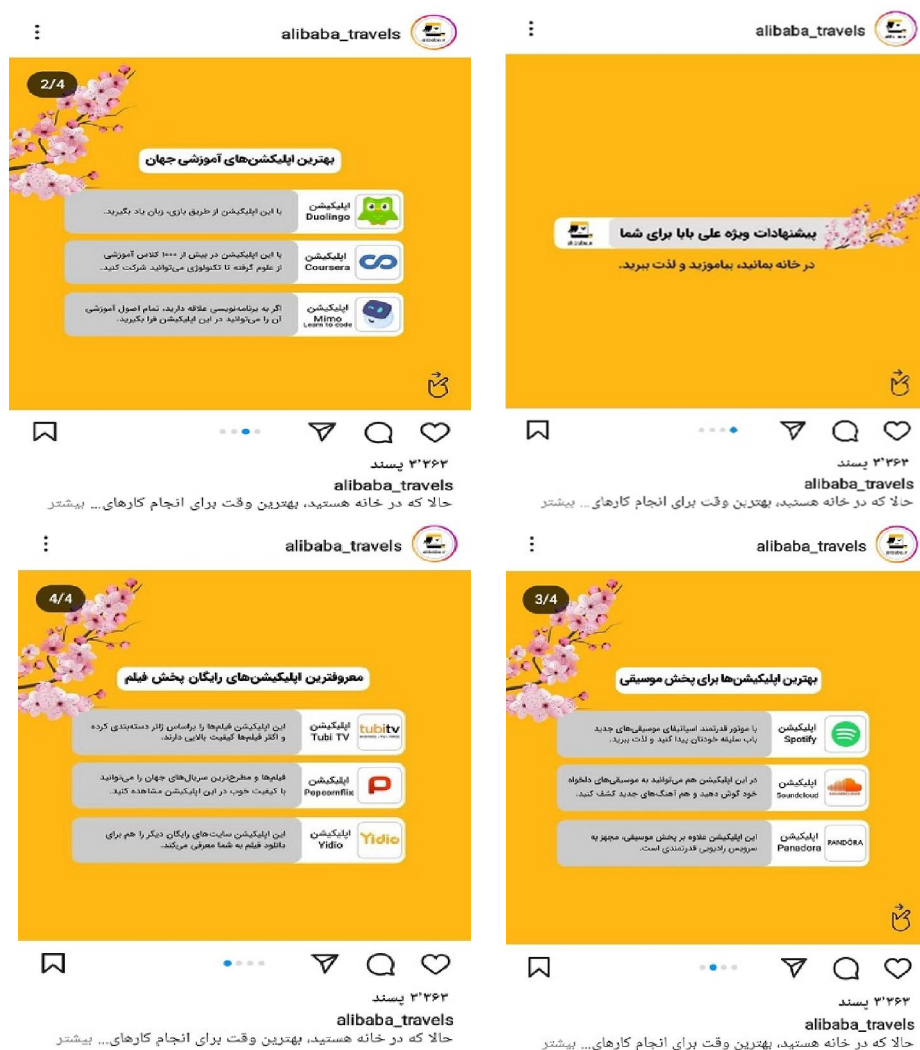 alibaba_travels
پیشنهادات ویژه علی بابا برای شما
در خانه بمانید، بیاموزید و لذت ببرید.
۳٬۳۶۳ پسند
alibaba_travels
حالا که در خانه هستید، بهترین وقت برای انجام کارهای... بیشتر
alibaba_travels
2/4
بهترین اپلیکشن‌های آموزشی جهان
اپلیکیشن
Duolingo
با این اپلیکیشن از طریق بازی، زبان یاد بگیرید.
اپلیکیشن
Coursera
با این اپلیکیشن در بیش از ۱۰۰۰ کلاس آموزشی
از علوم گرفته تا تکنولوژی می‌توانید شرکت کنید.
اپلیکیشن
Mimo
Learn to code
اگر به برنامه‌نویسی علاقه دارید، تمام اصول آموزشی
آن را می‌توانید در این اپلیکیشن فرا بگیرید.
۳٬۳۶۳ پسند
alibaba_travels
حالا که در خانه هستید، بهترین وقت برای انجام کارهای... بیشتر
alibaba_travels
3/4
بهترین اپلیکیشن‌ها برای پخش موسیقی
اپلیکیشن
Spotify
با موتور قدرتمند اسپاتیفای موسیقی‌های جدید
باب سلیقه خودتان پیدا کنید و لذت ببرید.
اپلیکیشن
Soundcloud
در این اپلیکیشن هم می‌توانید به موسیقی‌های دلخواه
خود گوش دهید و هم آهنگ‌های جدید کشف کنید.
PANDORA
اپلیکیشن
Panadora
این اپلیکیشن علاوه بر پخش موسیقی، مجهز به
سرویس رادیویی قدرتمندی است.
۳٬۳۶۳ پسند
alibaba_travels
حالا که در خانه هستید، بهترین وقت برای انجام کارهای... بیشتر
alibaba_travels
4/4
معروفترین اپلیکیشن‌های رایگان پخش فیلم
tubitv
اپلیکیشن
Tubi TV
این اپلیکیشن فیلم‌ها را براساس ژانر دسته‌بندی کرده
و اکثر فیلم‌ها کیفیت بالایی دارند.
اپلیکیشن
Popcornflix
فیلم‌ها و مطرح‌ترین سریال‌های جهان را می‌توانید
با کیفیت خوب در این اپلیکیشن مشاهده کنید.
Yidio
اپلیکیشن
Yidio
این اپلیکیشن سایت‌های رایگان دیگر را هم برای
دانلود فیلم به شما معرفی می‌کند.
۳٬۳۶۳ پسند
alibaba_travels
حالا که در خانه هستید، بهترین وقت برای انجام کارهای... بیشتر